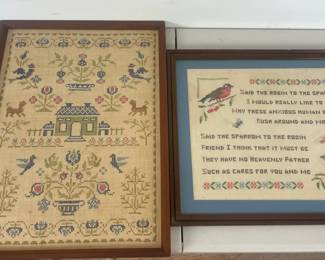 Said the robin to the
I would really like to
Why these anxious human
Rush around and
Said the sparrow to the robin
Friend I think that it must be
They have no Heavenly Father
Such as cares for you and me